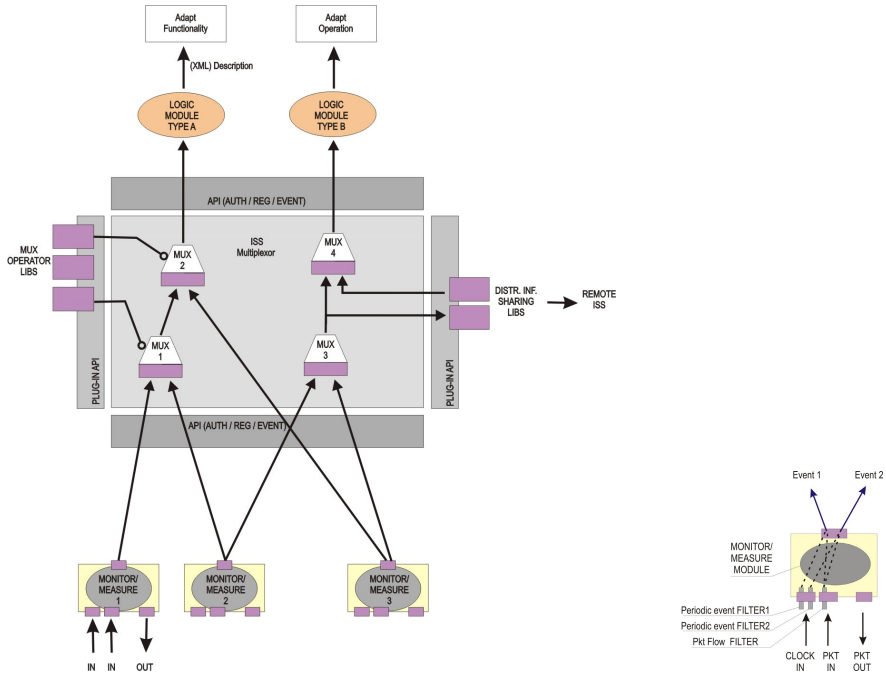 Adapt
Functionality
Adapt
Operation
(XML) Description
LOGIC
MODULE
TYPE A
LOGIC
MODULE
TYPE B
API (AUTH / REG / EVENT)
MUX
OPERATOR
LIBS
PLUG-IN API
MUX
2
ISS
Multiplexor
MUX
4
MUX
1
MUX
3
PLUG-IN API
DISTR. INF.
SHARING
LIBS
REMOTE
ISS
API (AUTH / REG / EVENT)
MONITOR/
MEASURE
1
MONITOR/
MEASURE
2
MONITOR/
MEASURE
3
IN
IN
OUT
Event 1
Event 2
MONITOR/
MEASURE
MODULE
Periodic event FILTER1
Periodic event FILTER2
Pkt Flow FILTER
CLOCK
IN
PKT
IN
PKT
OUT